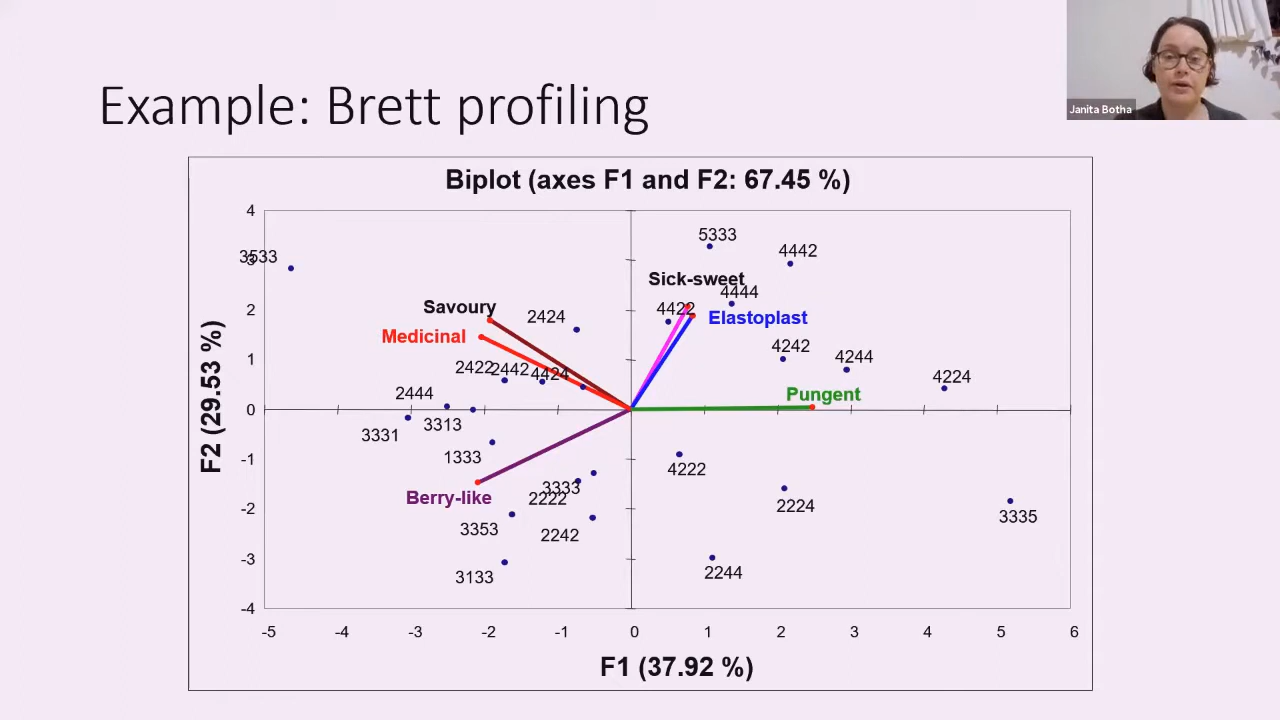 Janita Botha
Example: Brett profiling
Biplot (axes F1 and F2: 67.45 %)
F2 (29.53 %)
4
3
2
1
0
-1
-2
-3
-4
3533
5333
4442
Sick-sweet
4444
Savoury
2424
4422
Elastoplast
Medicinal
4242
4244
2422
2442
4424
4224
2444
Pungent
3313
3331
1333
4222
3333
Berry-like
2222
2224
3335
3353
2242
2244
3133
-5 -4 -3 -2 -1 0 1 2 3 4 5 6
F1 (37.92 %)